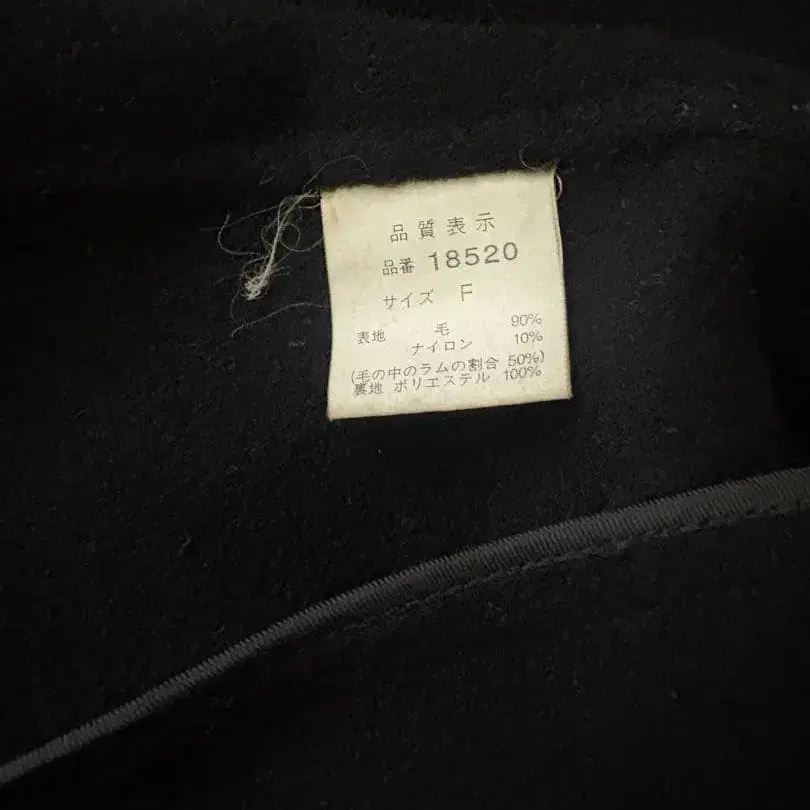 品質表示
品番 18520
サイズ F
表地 毛 90%
ナイロン 10%
(毛の中のラムの割合 50%)
裏地 ポリエステル 100%